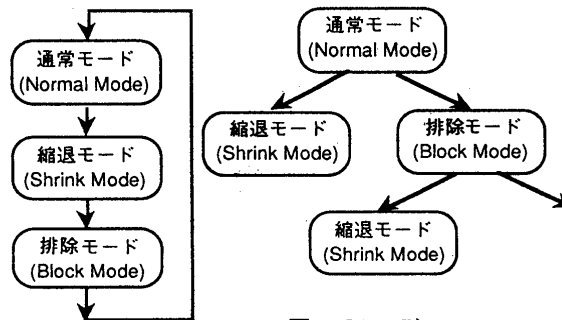 通常モード
(Normal Mode)
縮退モード
(Shrink Mode)
排除モード
(Block Mode)
通常モード
(Normal Mode)
縮退モード
(Shrink Mode)
排除モード
(Block Mode)
縮退モード
(Shrink Mode)